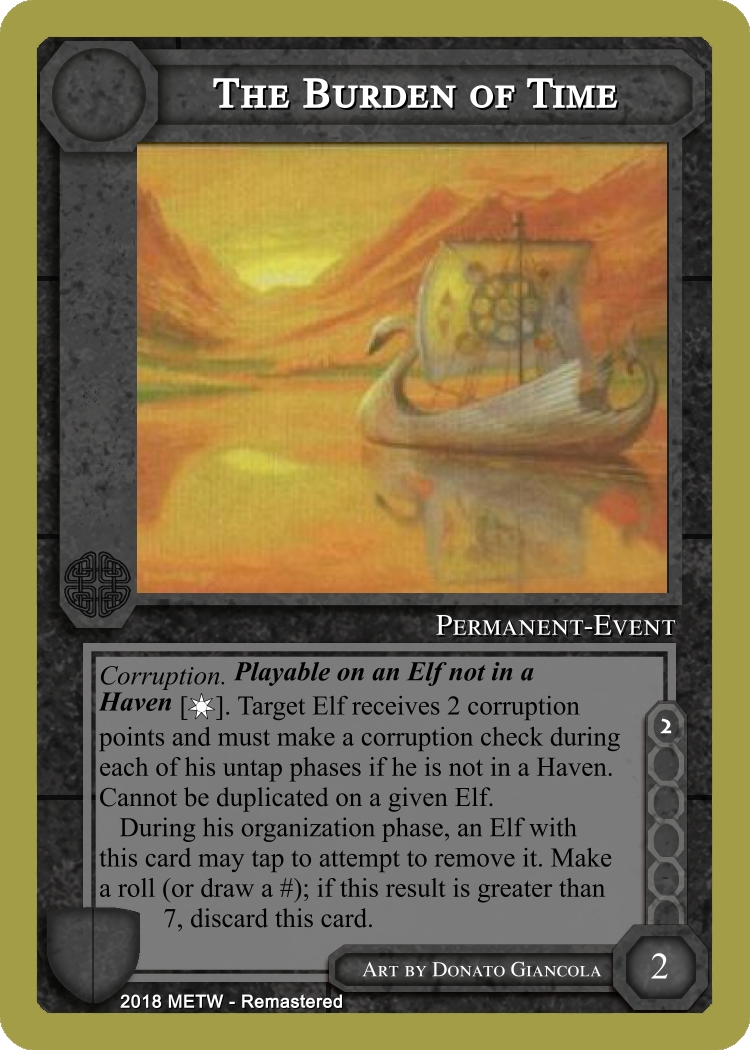 The Burden of Time
Permanent-Event
Corruption. Playable on an Elf not in a
Haven [ ]. Target Elf receives 2 corruption
points and must make a corruption check during
each of his untap phases if he is not in a Haven.
Cannot be duplicated on a given Elf.
During his organization phase, an Elf with
this card may tap to attempt to remove it. Make
a roll (or draw a #); if this result is greater than
7, discard this card.
2
Art by Donato Giancola
2
2018 METW - Remastered